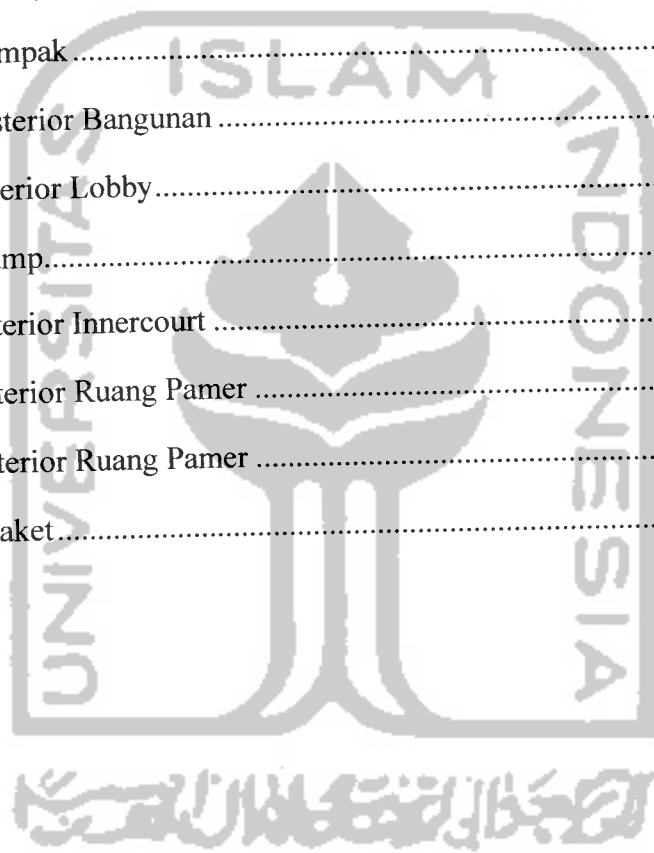 mpak ........................................................
sterior Bangunan ........................................................
erior Lobby ........................................................
mp ........................................................
terior Innercourt ........................................................
terior Ruang Pamer ........................................................
terior Ruang Pamer ........................................................
aket ........................................................
UNIVERSITAS
ISLAM
INDONESIA